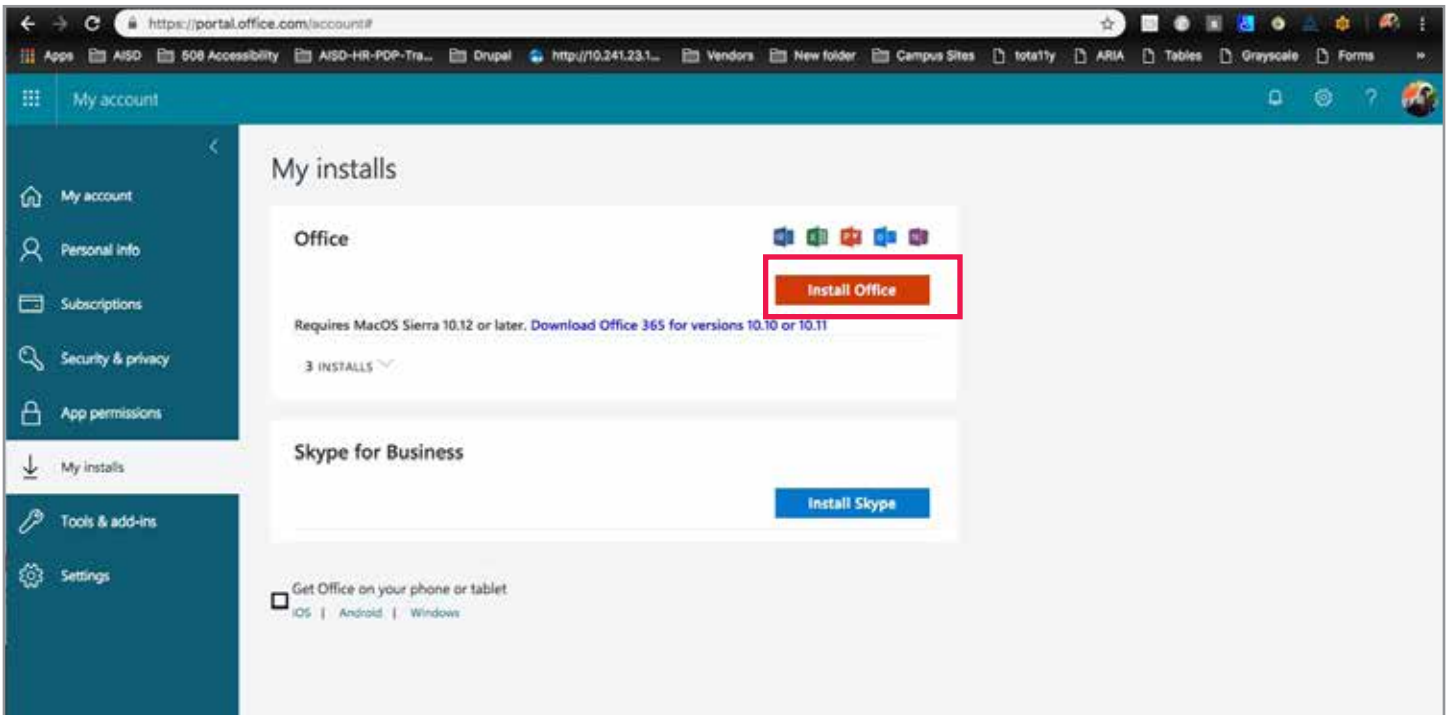 https://portal.office.com/account#
Apps AISD 508 Accessibility AISD-HR-PDP-Tra... Drupal http://10.241.23.1... Vendors New folder Campus Sites tota11y ARIA Tables Grayscale Forms »
My account ?
My installs
My account
Personal info
Subscriptions
Security & privacy
App permissions
My installs
Tools & add-ins
Settings
Office
Install Office
Requires MacOS Sierra 10.12 or later. Download Office 365 for versions 10.10 or 10.11
3 INSTALLS
Skype for Business
Install Skype
Get Office on your phone or tablet
iOS | Android | Windows